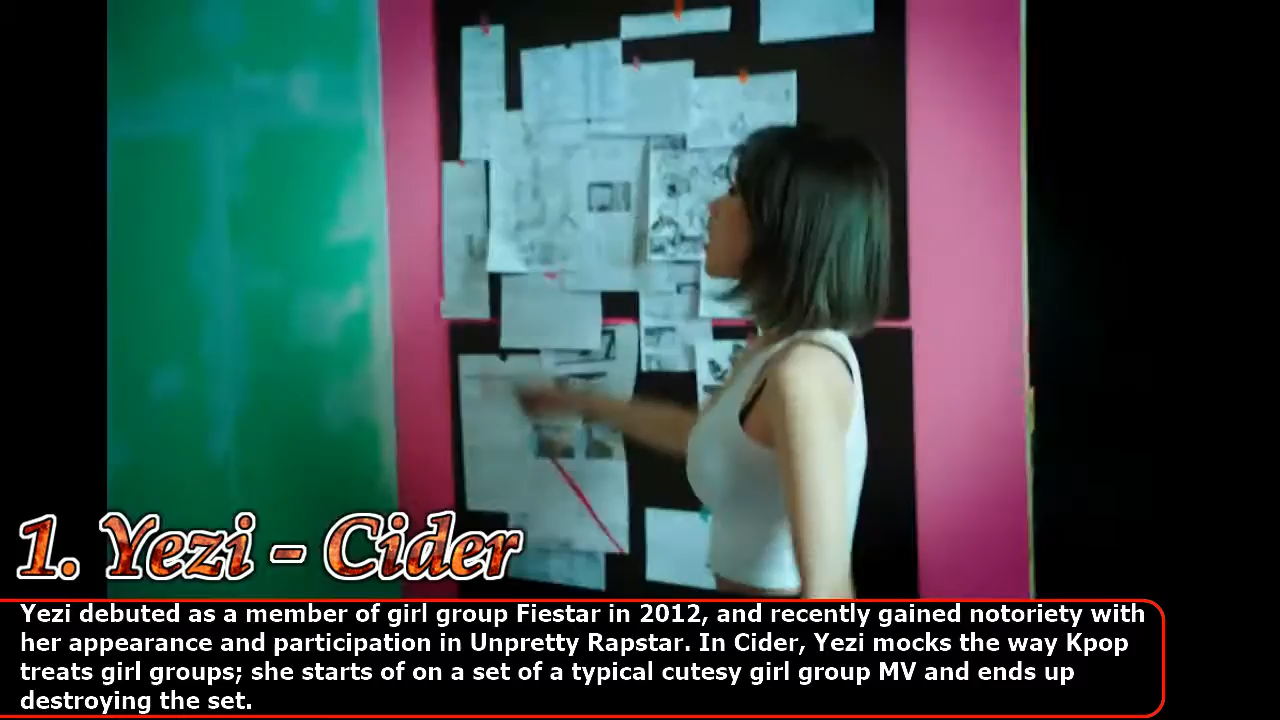 1. Yezi - Cider
Yezi debuted as a member of girl group Fiestar in 2012, and recently gained notoriety with
her appearance and participation in Unpretty Rapstar. In Cider, Yezi mocks the way Kpop
treats girl groups; she starts of on a set of a typical cutesy girl group MV and ends up
destroying the set.